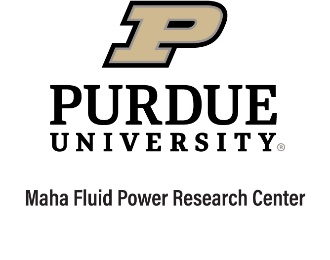 P
PURDUE
UNIVERSITY®
Maha Fluid Power Research Center